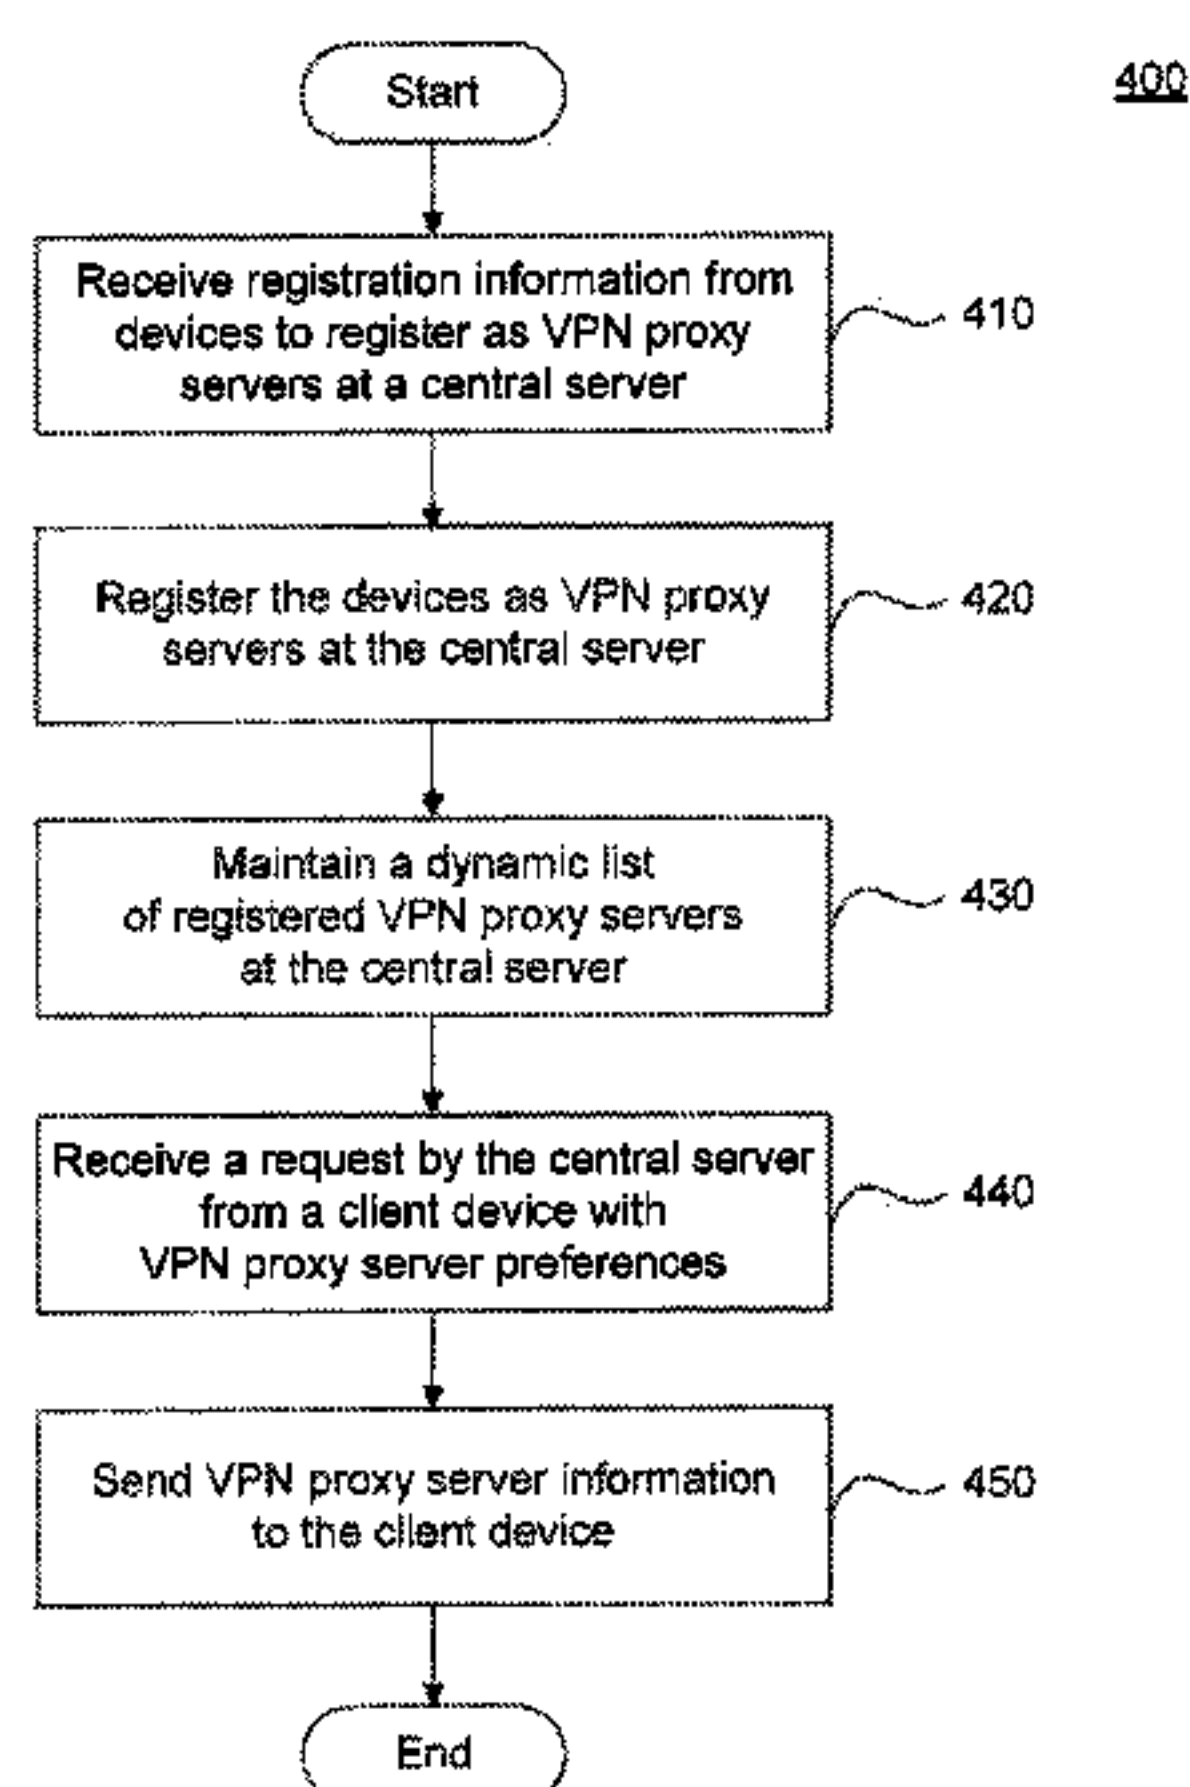 Start
400
Receive registration information from
devices to register as VPN proxy
servers at a central server
410
Register the devices as VPN proxy
servers at the central server
420
Maintain a dynamic list
of registered VPN proxy servers
at the central server
430
Receive a request by the central server
from a client device with
VPN proxy server preferences
440
Send VPN proxy server information
to the client device
450
End